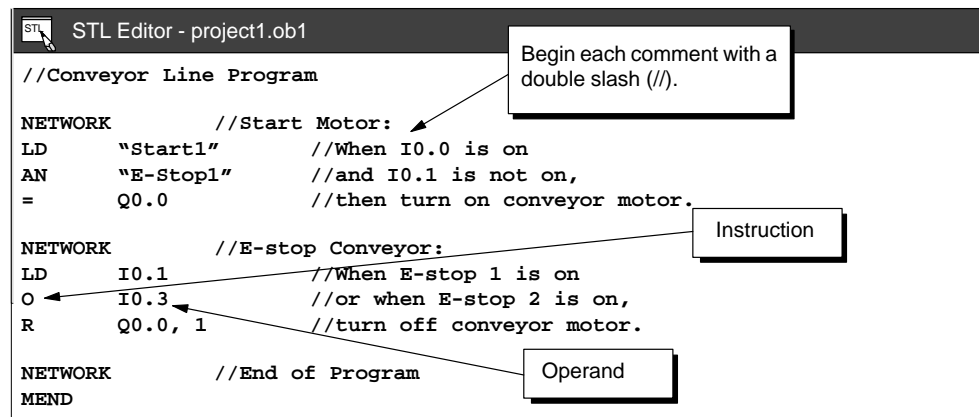 STL
STL Editor - project1.ob1
Begin each comment with a
double slash (//).
//Conveyor Line Program
NETWORK //Start Motor:
LD “Start1” //When I0.0 is on
AN “E-Stop1” //and I0.1 is not on,
= Q0.0 //then turn on conveyor motor.
Instruction
NETWORK //E-stop Conveyor:
LD I0.1 //When E-stop 1 is on
O I0.3 //or when E-stop 2 is on,
R Q0.0, 1 //turn off conveyor motor.
Operand
NETWORK //End of Program
MEND